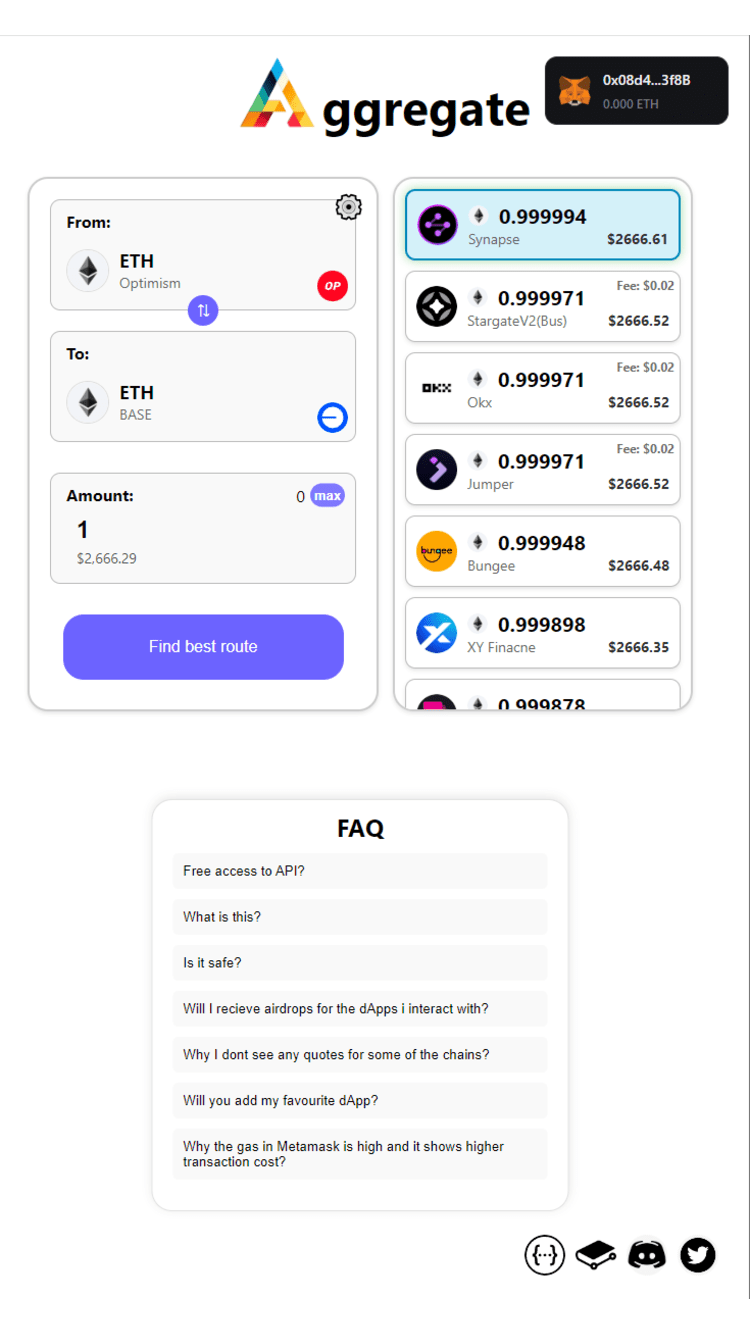 Aggregate
0x08d4...3f8B
0.000 ETH
From:
ETH
Optimism
OP
To:
ETH
BASE
Amount:
0 max
1
$2,666.29
Find best route
0.999994
Synapse
$2666.61
Fee: $0.02
0.999971
StargateV2(Bus)
$2666.52
Fee: $0.02
OKX
0.999971
Okx
$2666.52
Fee: $0.02
0.999971
Jumper
$2666.52
bungee
0.999948
Bungee
$2666.48
0.999898
XY Finacne
$2666.35
0.999878
FAQ
Free access to API?
What is this?
Is it safe?
Will I recieve airdrops for the dApps i interact with?
Why I dont see any quotes for some of the chains?
Will you add my favourite dApp?
Why the gas in Metamask is high and it shows higher
transaction cost?